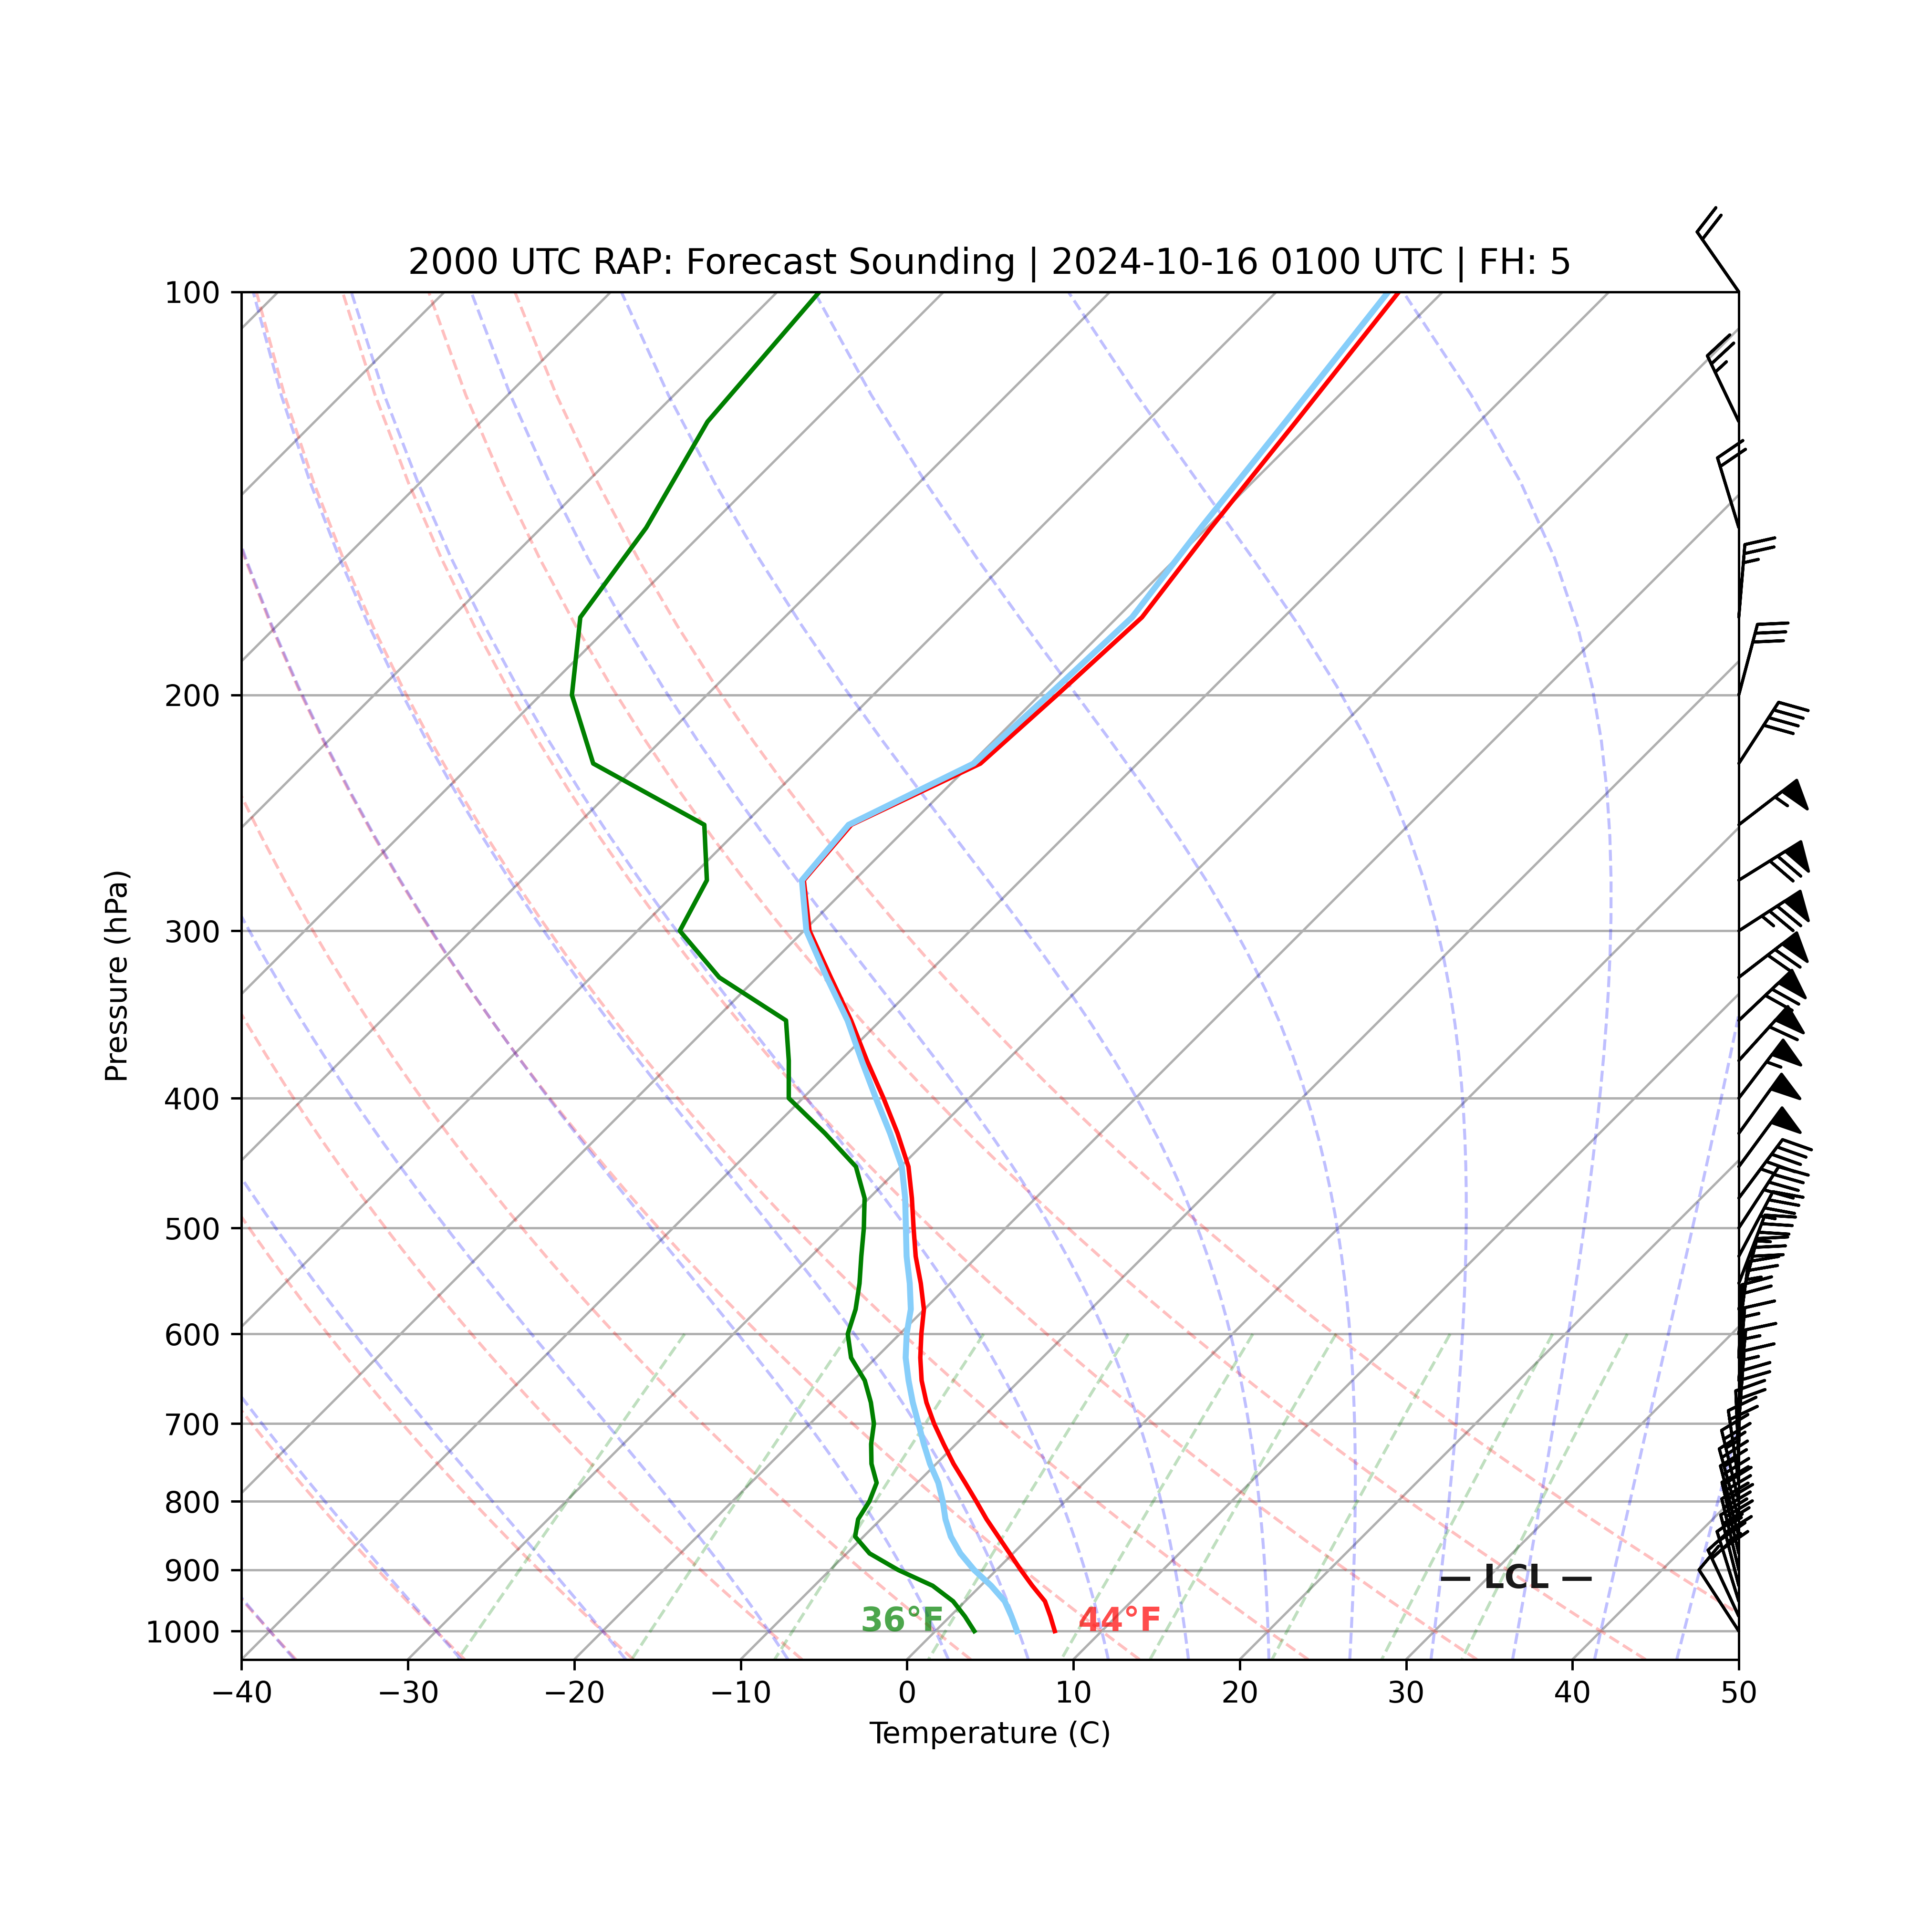 2000 UTC RAP: Forecast Sounding | 2024-10-16 0100 UTC | FH: 5
100
200
300
400
500
600
700
800
900
1000
Pressure (hPa)
— LCL —
36°F
44°F
−40 −30 −20 −10 0 10 20 30 40 50
Temperature (C)